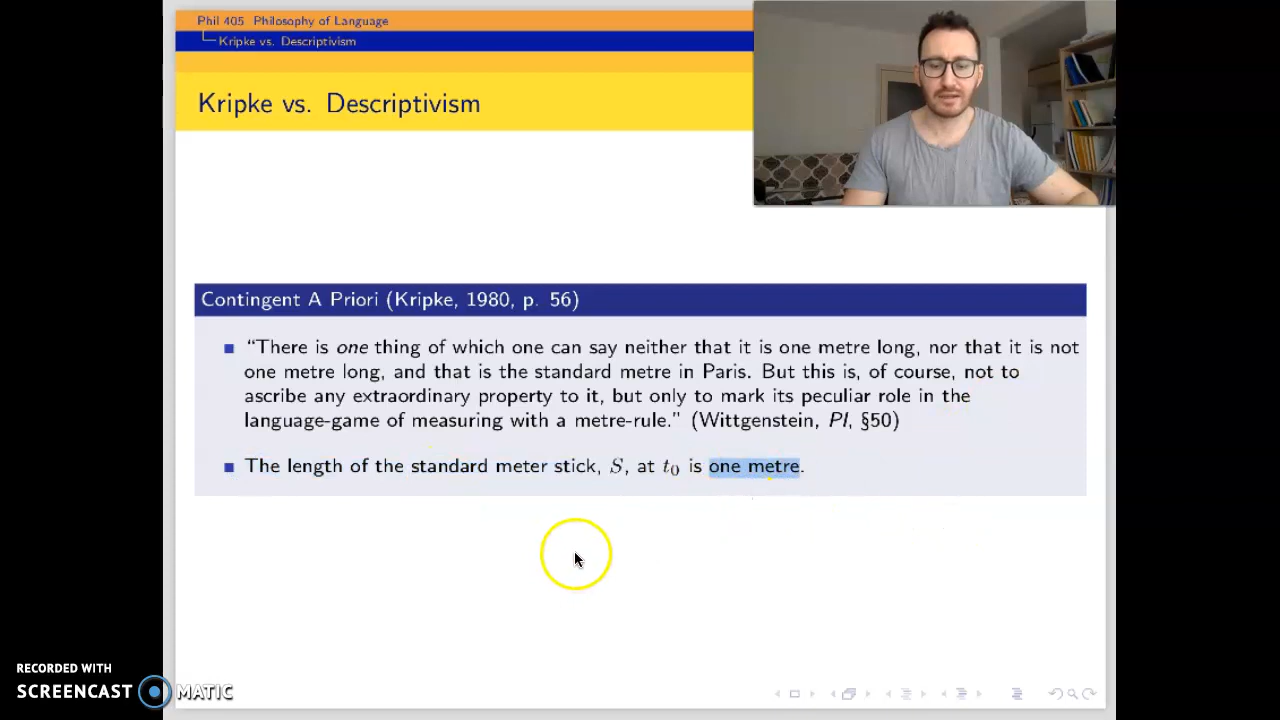 Phil 405 Philosophy of Language
Kripke vs. Descriptivism
Kripke vs. Descriptivism
Contingent A Priori (Kripke, 1980, p. 56)
“There is one thing of which one can say neither that it is one metre long, nor that it is not
one metre long, and that is the standard metre in Paris. But this is, of course, not to
ascribe any extraordinary property to it, but only to mark its peculiar role in the
language-game of measuring with a metre-rule.” (Wittgenstein, PI, §50)
The length of the standard meter stick, S, at t₀ is one metre.
RECORDED WITH
SCREENCAST MATIC